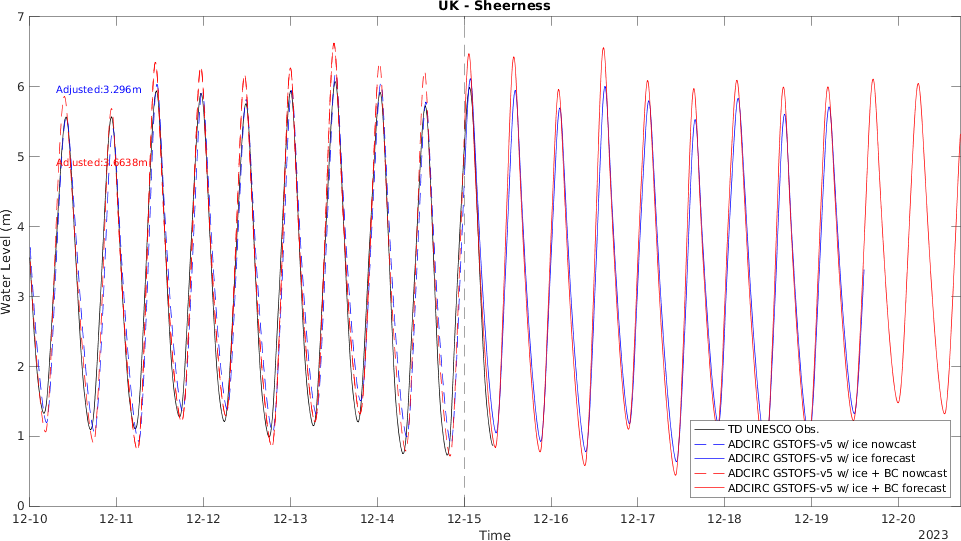 UK - Sheerness
7
6
5
4
3
2
1
0
Water Level (m)
Adjusted:3.296m
Adjusted:3.6638m
TD UNESCO Obs.
ADCIRC GSTOFS-v5 w/ ice nowcast
ADCIRC GSTOFS-v5 w/ ice forecast
ADCIRC GSTOFS-v5 w/ ice + BC nowcast
ADCIRC GSTOFS-v5 w/ ice + BC forecast
12-10 12-11 12-12 12-13 12-14 12-15 12-16 12-17 12-18 12-19 12-20
Time
2023